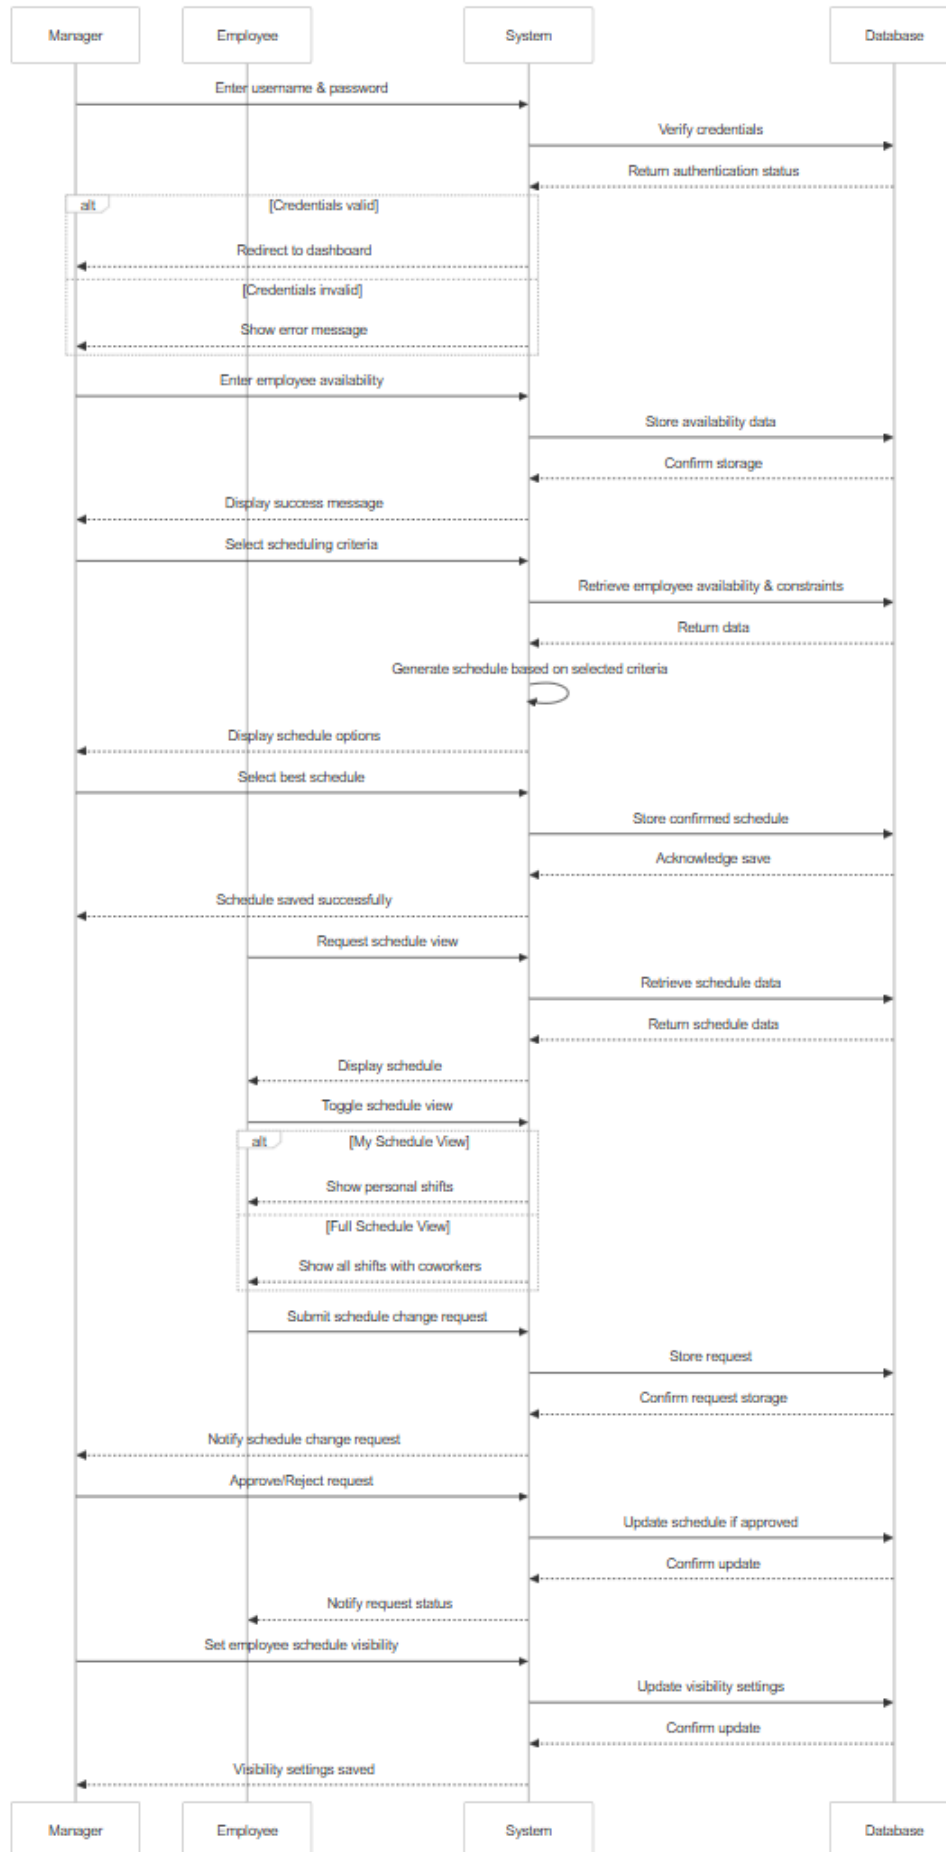 Manager
Employee
System
Database
Enter username & password
Verify credentials
Return authentication status
alt
[Credentials valid]
Redirect to dashboard
[Credentials invalid]
Show error message
Enter employee availability
Store availability data
Confirm storage
Display success message
Select scheduling criteria
Retrieve employee availability & constraints
Return data
Generate schedule based on selected criteria
Display schedule options
Select best schedule
Store confirmed schedule
Acknowledge save
Schedule saved successfully
Request schedule view
Retrieve schedule data
Return schedule data
Display schedule
Toggle schedule view
alt
[My Schedule View]
Show personal shifts
[Full Schedule View]
Show all shifts with coworkers
Submit schedule change request
Store request
Confirm request storage
Notify schedule change request
Approve/Reject request
Update schedule if approved
Confirm update
Notify request status
Set employee schedule visibility
Update visibility settings
Confirm update
Visibility settings saved
Manager
Employee
System
Database